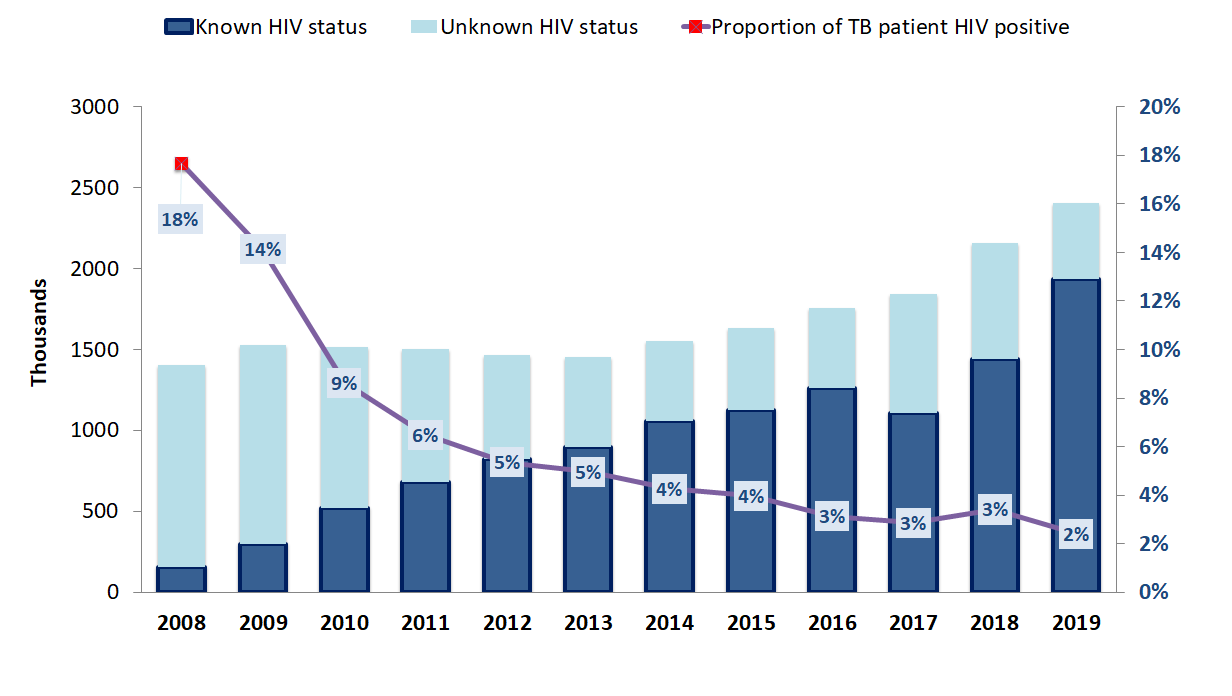 Known HIV status Unknown HIV status Proportion of TB patient HIV positive
3000 20%
18%
2500 16%
18%
14% 14%
2000 12%
Thousands
1500 10%
9% 8%
1000 6% 6%
5% 5% 4% 4% 3% 3% 3% 2%
500 4%
2%
0 0%
2008 2009 2010 2011 2012 2013 2014 2015 2016 2017 2018 2019